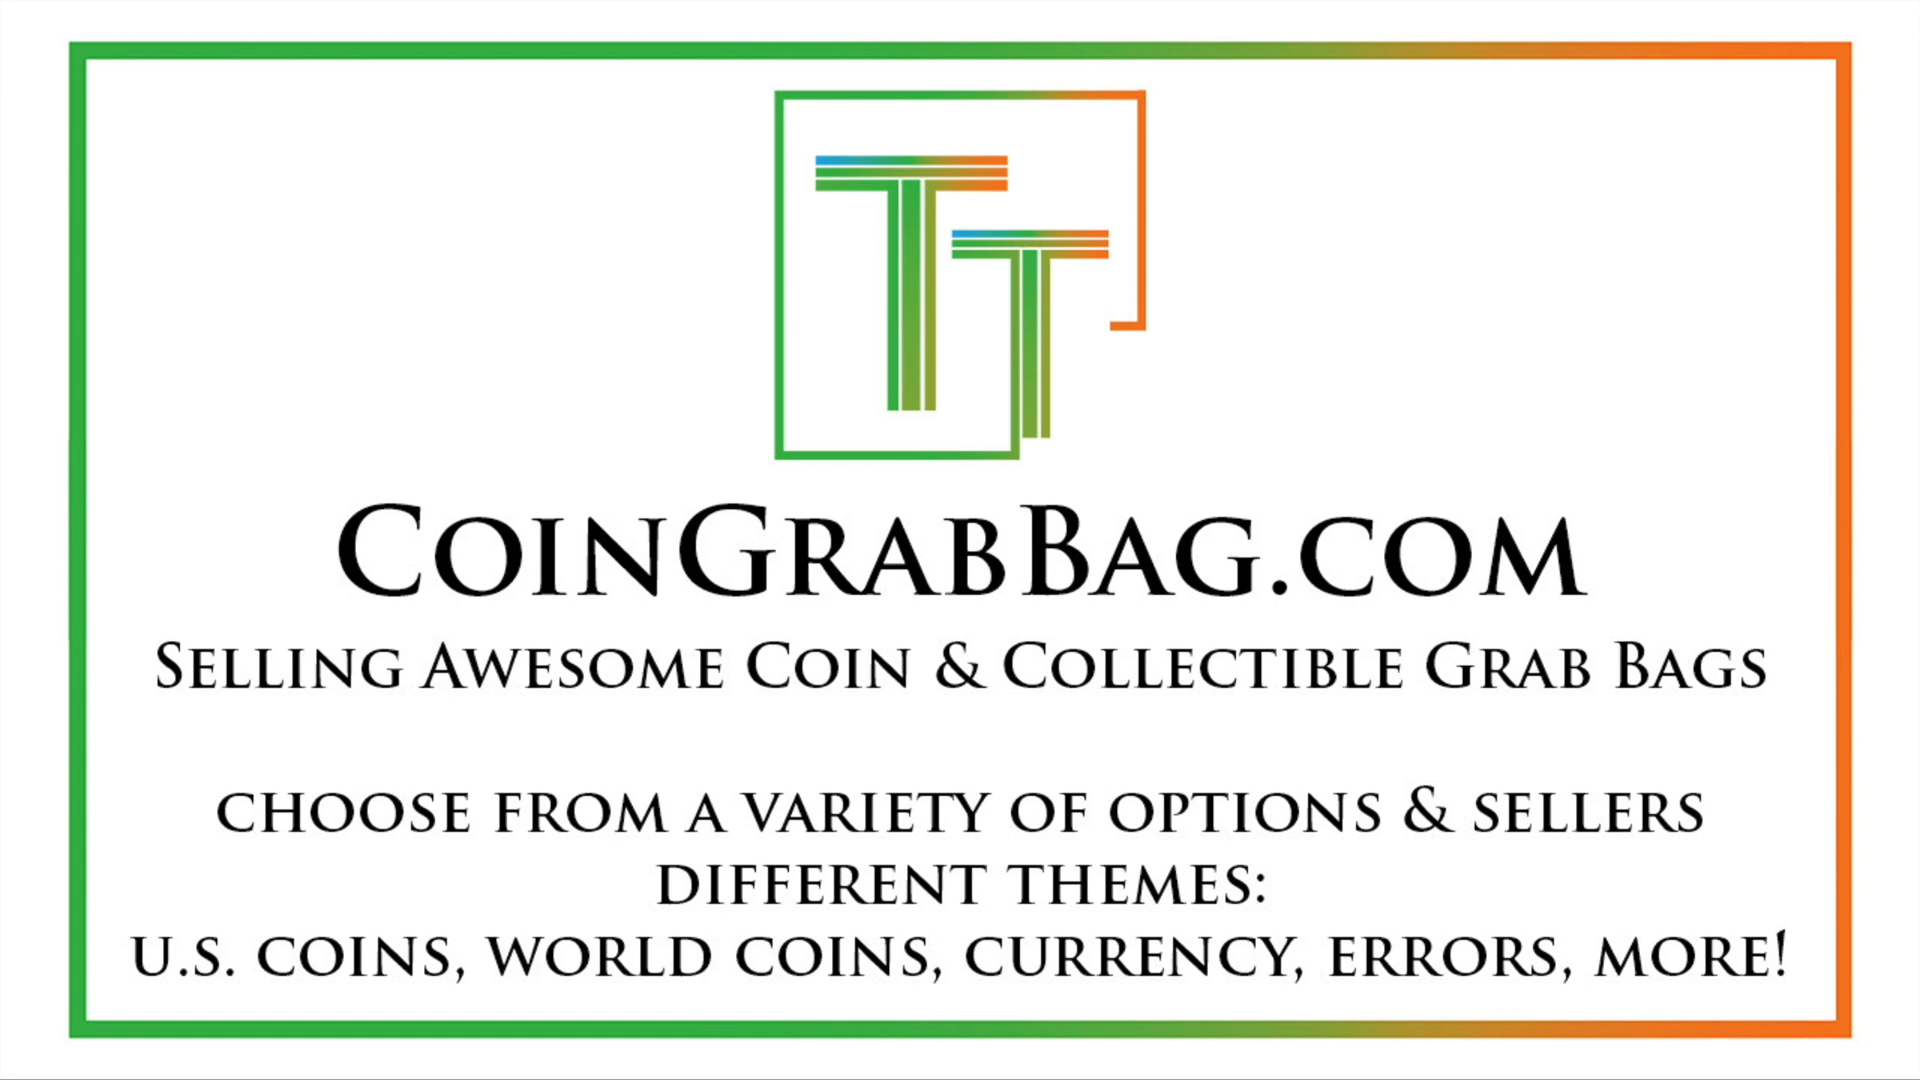 TT
CoinGrabBag.com
Selling Awesome Coin & Collectible Grab Bags
choose from a variety of options & sellers
different themes:
u.s. coins, world coins, currency, errors, more!